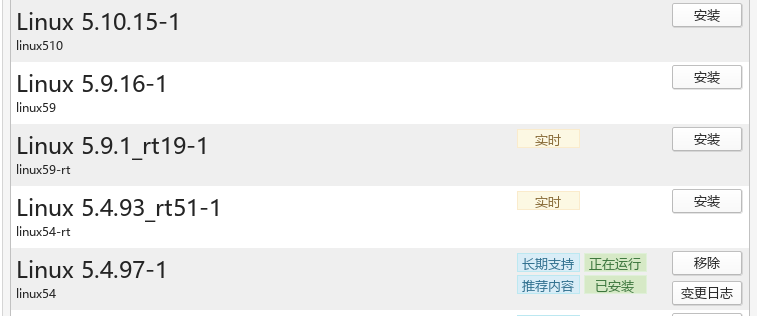 Linux 5.10.15-1
安装
linux510
Linux 5.9.16-1
安装
linux59
Linux 5.9.1_rt19-1
实时
安装
linux59-rt
Linux 5.4.93_rt51-1
实时
安装
linux54-rt
Linux 5.4.97-1
长期支持 正在运行
移除
推荐内容 已安装
linux54
变更日志